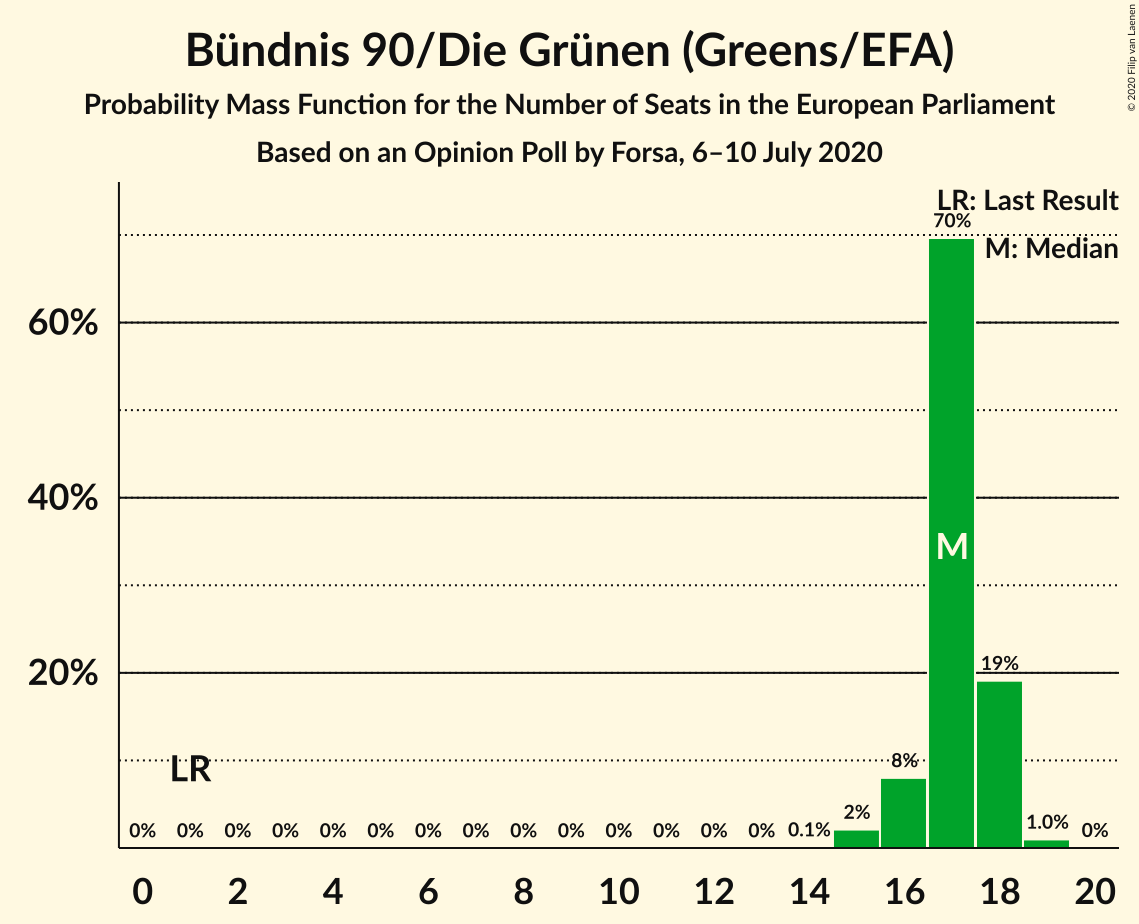 Bündnis 90/Die Grünen (Greens/EFA)
Probability Mass Function for the Number of Seats in the European Parliament
Based on an Opinion Poll by Forsa, 6–10 July 2020
© 2020 Filip van Laenen
LR: Last Result
70%
M: Median
60%
40%
M
20%
19%
LR
8%
2%
1.0%
0% 0% 0% 0% 0% 0% 0% 0% 0% 0% 0% 0% 0% 0% 0.1% 0%
0 2 4 6 8 10 12 14 16 18 20